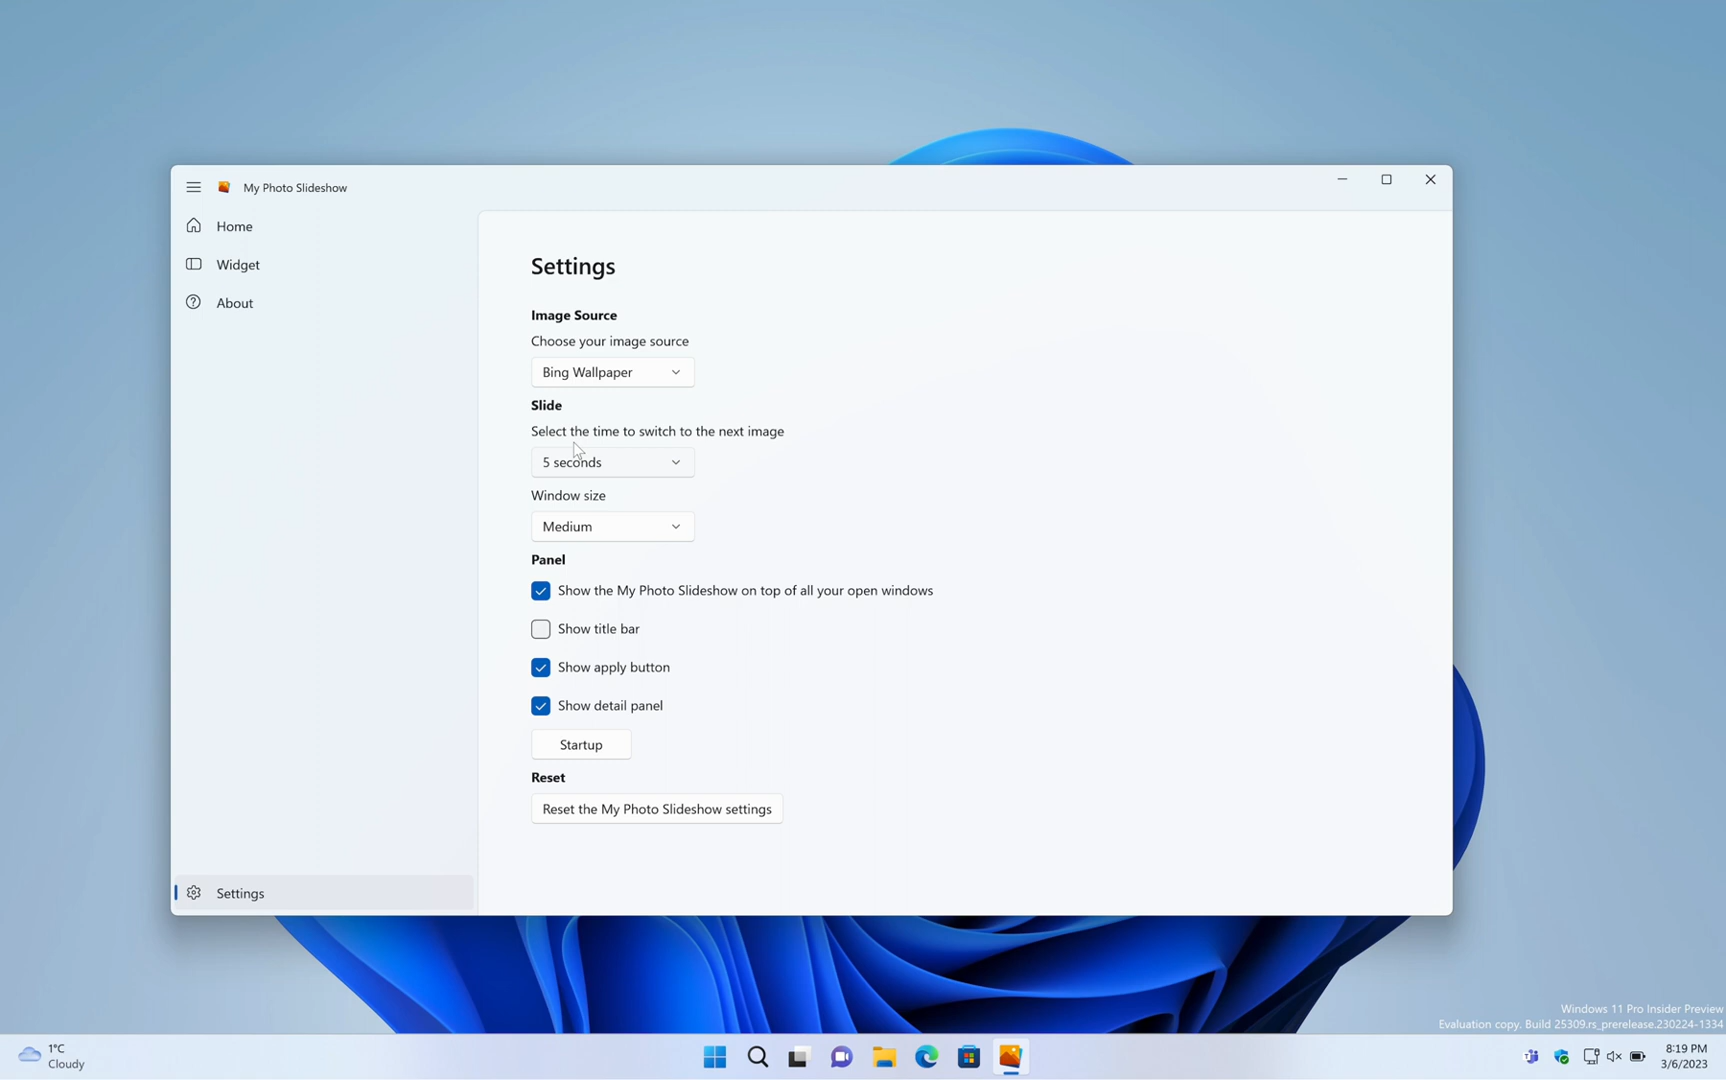 My Photo Slideshow
Home
Widget
About
Settings
Image Source
Choose your image source
Bing Wallpaper
Slide
Select the time to switch to the next image
5 seconds
Window size
Medium
Panel
Show the My Photo Slideshow on top of all your open windows
Show title bar
Show apply button
Show detail panel
Startup
Reset
Reset the My Photo Slideshow settings
Settings
Windows 11 Pro Insider Preview
Evaluation copy. Build 25309.rs_prerelease.230224-1334
1°C
Cloudy
8:19 PM
3/6/2023